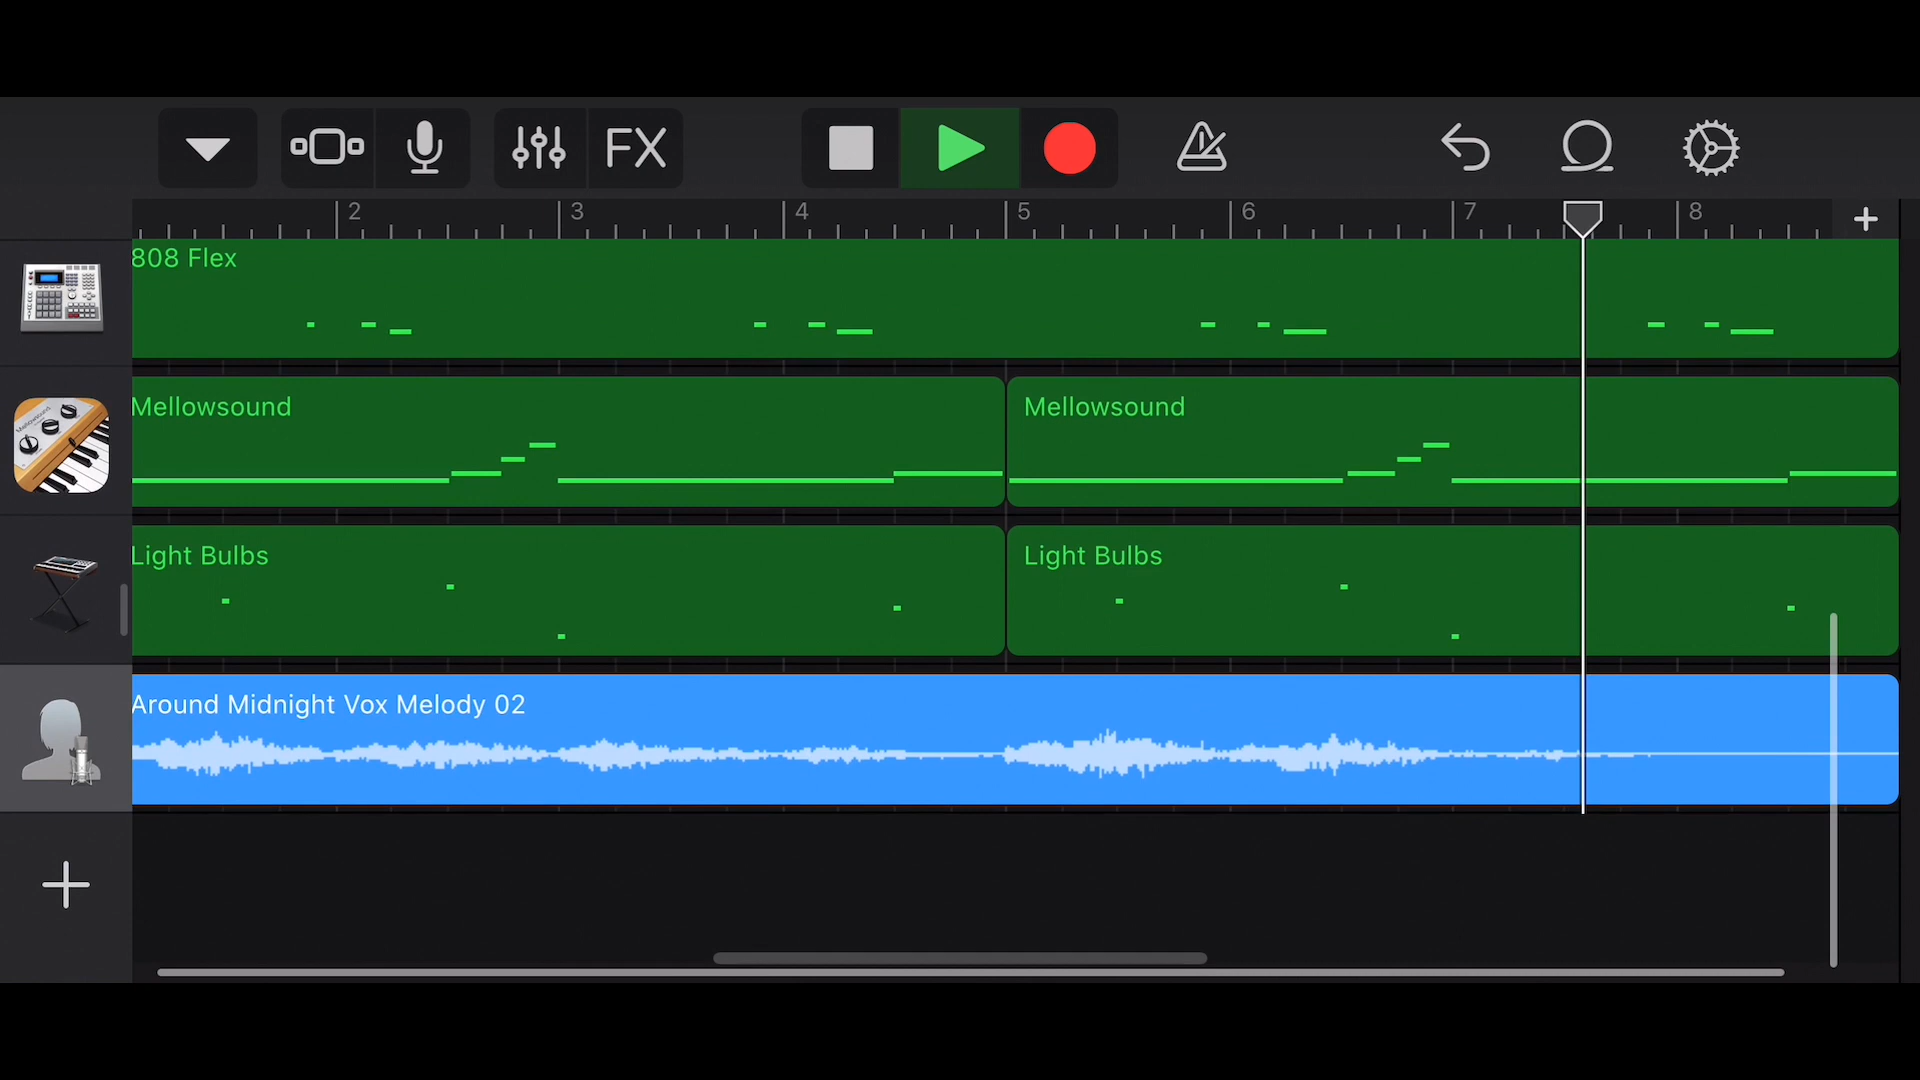 FX
2 3 4 5 6 7 8
808 Flex
Mellowsound Mellowsound
Light Bulbs Light Bulbs
Around Midnight Vox Melody 02